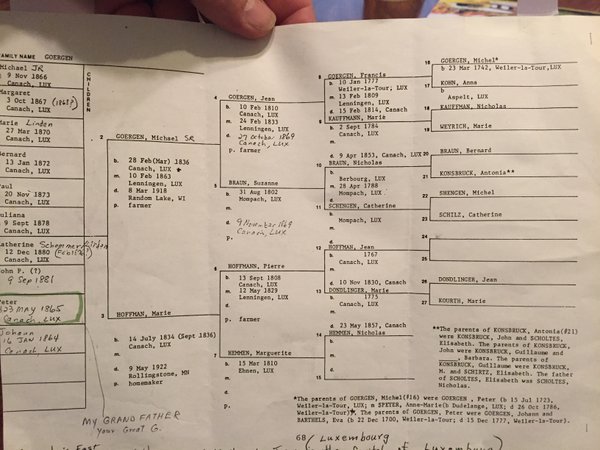 FAMILY NAME GOERGEN
CHILDREN
Michael JR
9 Nov 1866
Canach, LUX
Margaret
3 Oct 1867 (1868?)
Canach, LUX
Marie Linden
27 Mar 1870
Canach, LUX
Bernard
13 Jan 1872
Canach, LUX
Paul
20 Nov 1873
Canach, LUX
Juliana
9 Sept 1878
Canach, LUX
Catherine
12 Dec 1880
Canach, LUX
John P. (?)
9 Sep 1881
Peter
23 MAY 1865
Canach, LUX
Johann
16 JAN 1864
Canach LUX
MY GRAND FATHER
Your Great G.
2
GOERGEN, Michael SR
b. 28 Feb(Mar) 1836
Canach, LUX
m. 10 Feb 1863
Lenningen, LUX
d. 8 Mar 1918
Random Lake, WI
p. farmer
3
HOFFMAN, Marie
b. 14 July 1834 (Sept 1836)
Canach, LUX
m.
d. 9 May 1922
Rollingstone, MN
p. homemaker
4
GOERGEN, Jean
b. 10 Feb 1810
Canach, LUX
m. 24 Feb 1833
Lenningen, LUX
d. 27 October 1869
Canach, LUX
p. farmer
5
BRAUN, Suzanne
b. 31 Aug 1802
Mompach, LUX
d. 9 November 1869
Canach, LUX
p.
6
HOFFMANN, Pierre
b. 13 Sept 1808
Canach, LUX
m. 12 May 1829
Lenningen, LUX
d.
p. farmer
7
HEMMEN, Marguerite
b. 15 Mar 1810
Ehnen, LUX
m.
d.
p.
8
GOERGEN, Francis
b. 10 Jan 1777
Weiler-la-Tour; LUX
m. 13 Feb 1809
Lenningen, LUX
d. 15 Feb 1814, Canach
9
KAUFFMANN, Marie
b. 2 Sept 1784
Canach, LUX
m.
d. 9 Apr 1853, Canach, LUX
10
BRAUN, Nicholas
b. Berbourg, LUX
m. 28 Apr 1788
Mompach, LUX
d.
11
SCHENGEN, Catherine
b. Mompach, LUX
m.
d.
12
HOFFMAN, Jean
b. 1767
Canach, LUX
m.
d. 10 Nov 1830, Canach
13
DONDLINGER, Marie
b. 1773
Canach, LUX
m.
d. 23 May 1857, Canach
14
HEMMEN, Nicholas
b.
m.
d.
15
16
GOERGEN, Michel*
b 23 Mar 1742, Weiler-la-Tour,LUX
17
KOHN, Anna
b
Aspelt, LUX
18
KAUFFMAN, Nicholas
19
WEYRICH, Marie
20
BRAUN, Bernard
21
KONSBRUCK, Antonia**
22
SHENGEN, Michel
23
SCHILZ, Catherine
24
25
26
DONDLINGER, Jean
27
KOURTH, Marie
**The parents of KONSBRUCK, Antonia(#21)
were KONSBRUCK, John and SCHOLTES,
Elisabeth. The parents of KONSBRUCK,
John were KONSBRUCK, Guillaume and
, Barbara. The parents of
KONSBRUCK, Guillaume were KONSBRUCK,
M. and SCHIRTZ, Elisabeth. The father
of SCHOLTES, Elisabeth was SCHOLTES,
Nicholas.
*The parents of GOERGEN, Michel(#16) were GOERGEN , Peter (b 15 Jul 1723,
Weiler-la-Tour, LUX; m SPEYER, Anne-Marie(b Dudelange, LUX; d 26 Oct 1786,
Weiler-la-Tour). The parents of GOERGEN, Peter were GOERGEN, Johann and
BARTHELS, Eva (b 22 Dec 1700, Weiler-la-Tour; d 15 Dec 1777, Weiler-la-Tour).
68 (Luxembourg